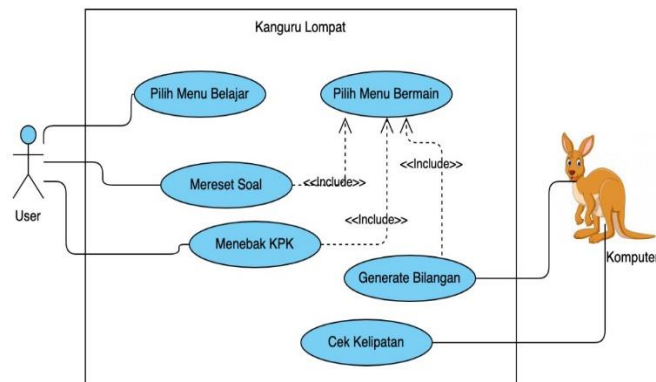 Kanguru Lompat
Pilih Menu Belajar
Pilih Menu Bermain
Mereset Soal
<<Include>>
<<Include>>
<<Include>>
User
Menebak KPK
Generate Bilangan
Komputer
Cek Kelipatan